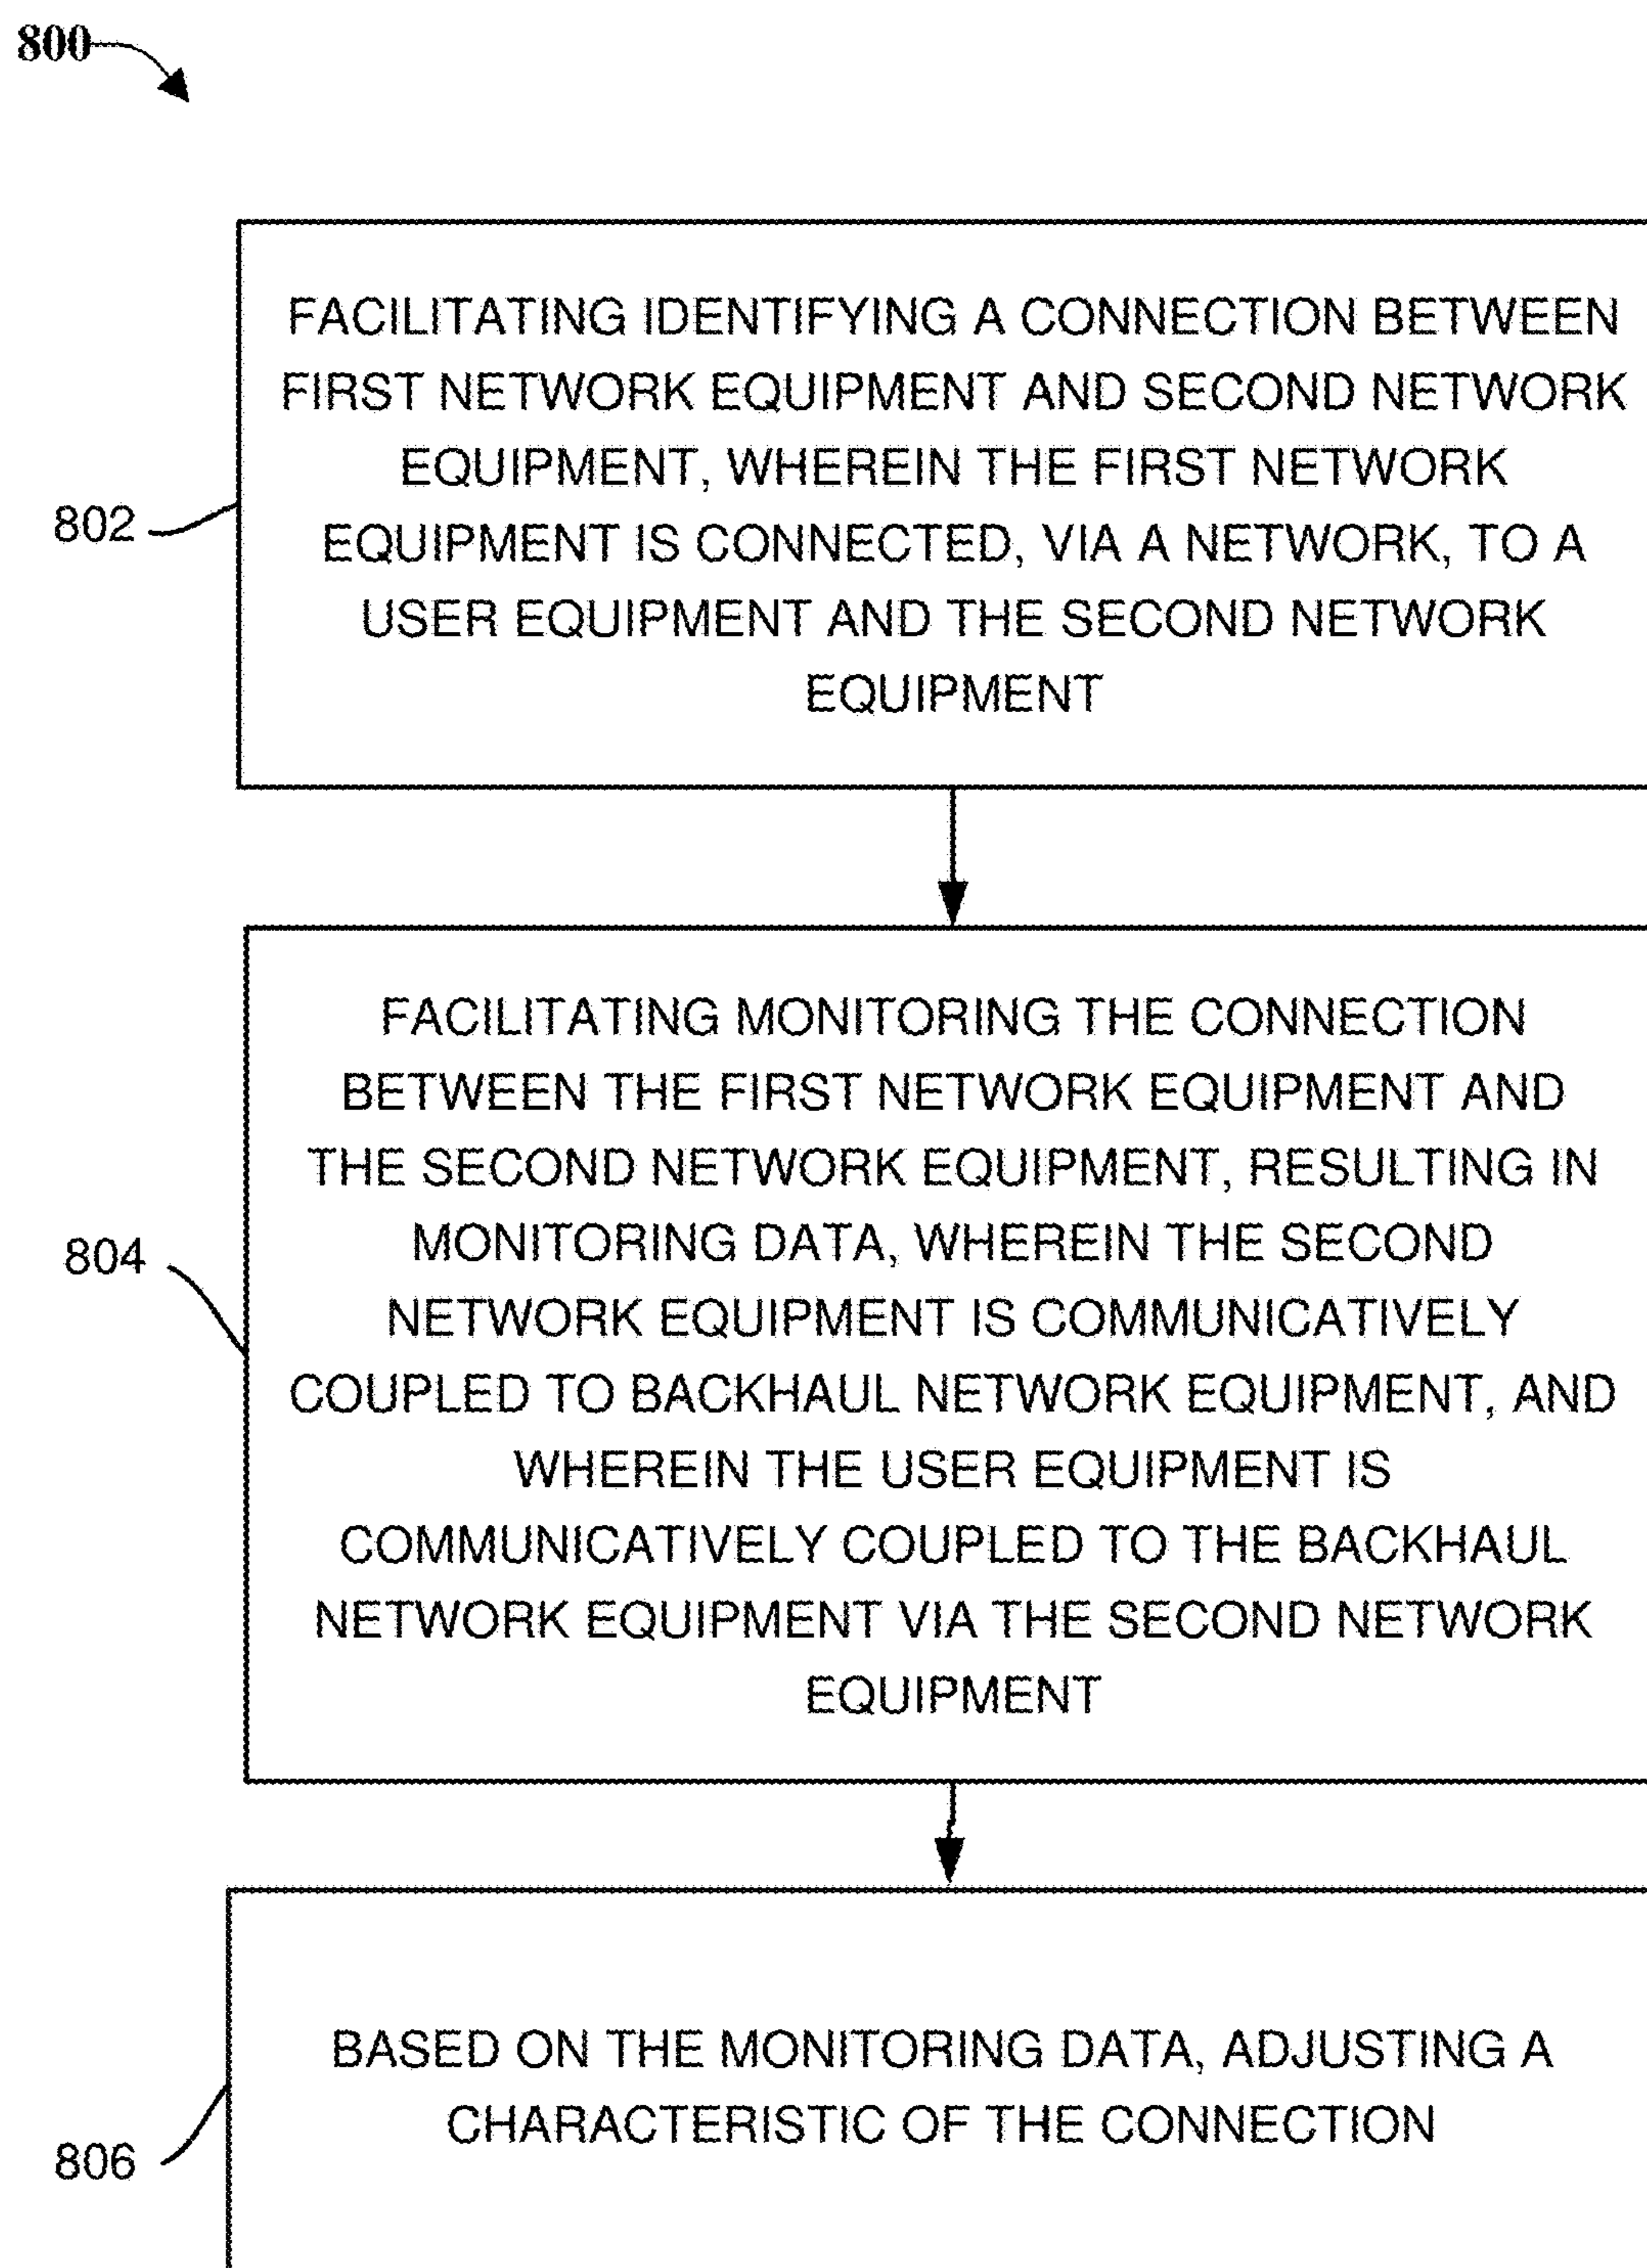 800
FACILITATING IDENTIFYING A CONNECTION BETWEEN
FIRST NETWORK EQUIPMENT AND SECOND NETWORK
EQUIPMENT, WHEREIN THE FIRST NETWORK
EQUIPMENT IS CONNECTED, VIA A NETWORK, TO A
USER EQUIPMENT AND THE SECOND NETWORK
EQUIPMENT
802
FACILITATING MONITORING THE CONNECTION
BETWEEN THE FIRST NETWORK EQUIPMENT AND
THE SECOND NETWORK EQUIPMENT, RESULTING IN
MONITORING DATA, WHEREIN THE SECOND
NETWORK EQUIPMENT IS COMMUNICATIVELY
COUPLED TO BACKHAUL NETWORK EQUIPMENT, AND
WHEREIN THE USER EQUIPMENT IS
COMMUNICATIVELY COUPLED TO THE BACKHAUL
NETWORK EQUIPMENT VIA THE SECOND NETWORK
EQUIPMENT
804
BASED ON THE MONITORING DATA, ADJUSTING A
CHARACTERISTIC OF THE CONNECTION
806